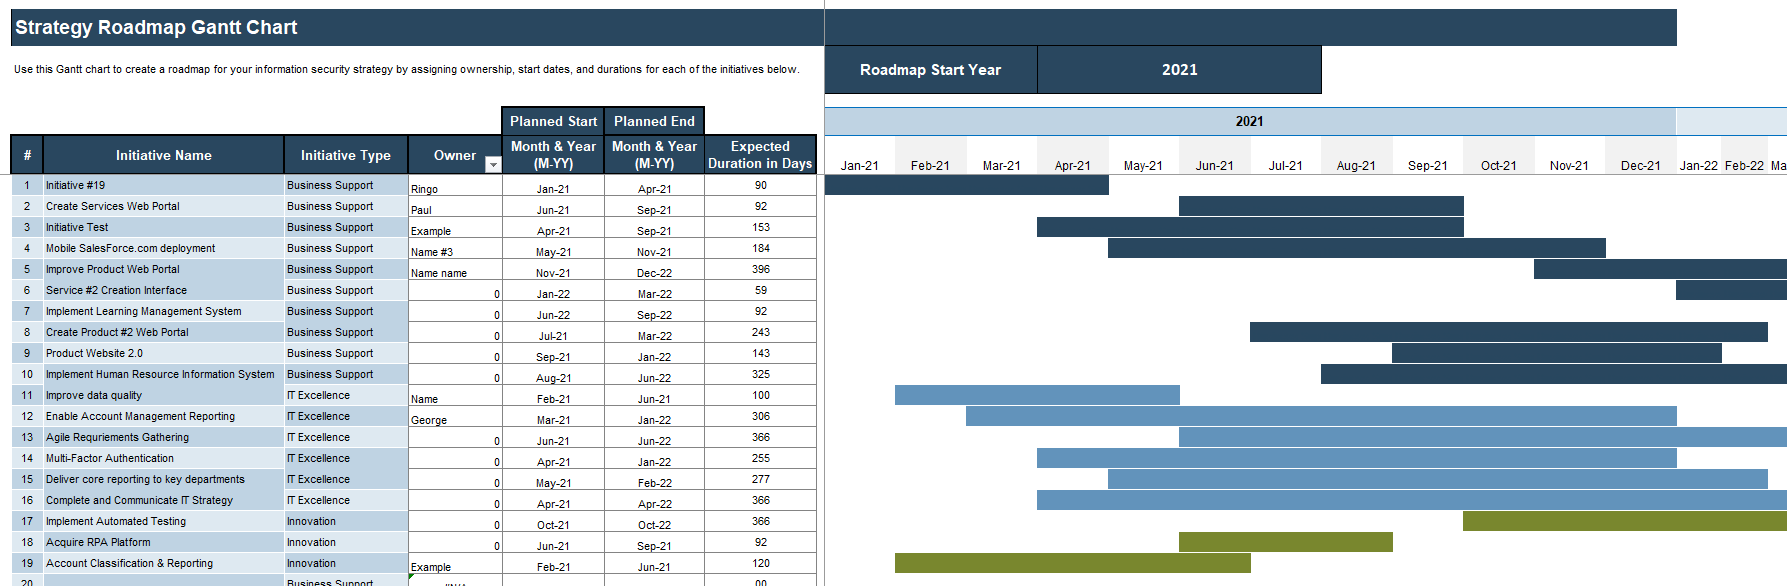 Strategy Roadmap Gantt Chart
Use this Gantt chart to create a roadmap for your information security strategy by assigning ownership, start dates, and durations for each of the initiatives below.
Roadmap Start Year 2021
Planned Start Planned End 2021
# Initiative Name Initiative Type Owner Month & Year (M-YY) Month & Year (M-YY) Expected Duration in Days
Jan-21 Feb-21 Mar-21 Apr-21 May-21 Jun-21 Jul-21 Aug-21 Sep-21 Oct-21 Nov-21 Dec-21 Jan-22 Feb-22 Ma
1 Initiative #19 Business Support Ringo Jan-21 Apr-21 90
2 Create Services Web Portal Business Support Paul Jun-21 Sep-21 92
3 Initiative Test Business Support Example Apr-21 Sep-21 153
4 Mobile SalesForce.com deployment Business Support Name #3 May-21 Nov-21 184
5 Improve Product Web Portal Business Support Name name Nov-21 Dec-22 396
6 Service #2 Creation Interface Business Support 0 Jan-22 Mar-22 59
7 Implement Learning Management System Business Support 0 Jun-22 Sep-22 92
8 Create Product #2 Web Portal Business Support 0 Jul-21 Mar-22 243
9 Product Website 2.0 Business Support 0 Sep-21 Jan-22 143
10 Implement Human Resource Information System Business Support 0 Aug-21 Jun-22 325
11 Improve data quality IT Excellence Name Feb-21 Jun-21 100
12 Enable Account Management Reporting IT Excellence George Mar-21 Jan-22 306
13 Agile Requriements Gathering IT Excellence 0 Jun-21 Jun-22 366
14 Multi-Factor Authentication IT Excellence 0 Apr-21 Jan-22 255
15 Deliver core reporting to key departments IT Excellence 0 May-21 Feb-22 277
16 Complete and Communicate IT Strategy IT Excellence 0 Apr-21 Apr-22 366
17 Implement Automated Testing Innovation 0 Oct-21 Oct-22 366
18 Acquire RPA Platform Innovation 0 Jun-21 Sep-21 92
19 Account Classification & Reporting Innovation Example Feb-21 Jun-21 120
20 Business Support